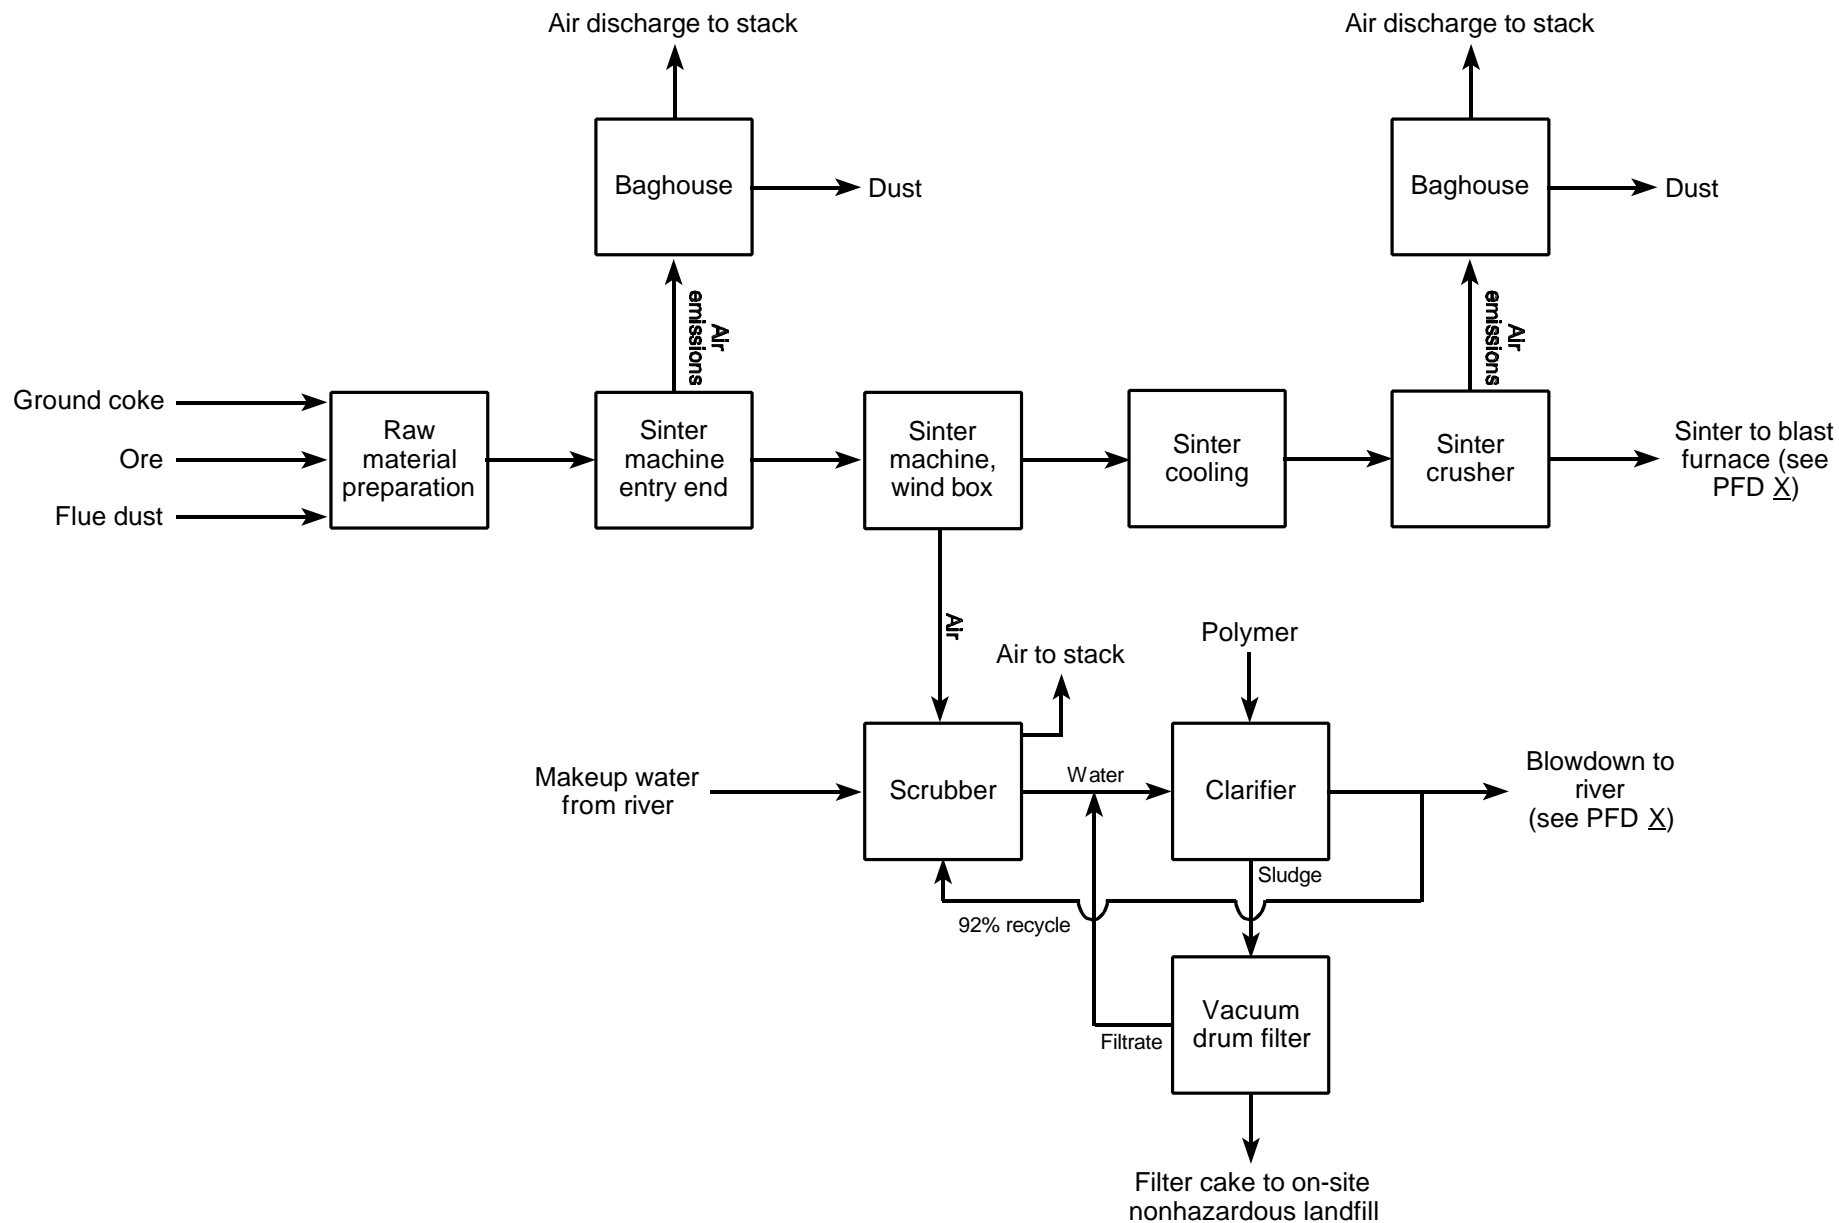 Air discharge to stack
Air discharge to stack
Baghouse
Dust
Baghouse
Dust
Air
emissions
Air
emissions
Ground coke
Ore
Flue dust
Raw
material
preparation
Sinter
machine
entry end
Sinter
machine,
wind box
Sinter
cooling
Sinter
crusher
Sinter to blast
furnace (see
PFD X)
Air
Air to stack
Polymer
Makeup water
from river
Scrubber
Water
Clarifier
Blowdown to
river
(see PFD X)
Sludge
92% recycle
Vacuum
drum filter
Filtrate
Filter cake to on-site
nonhazardous landfill